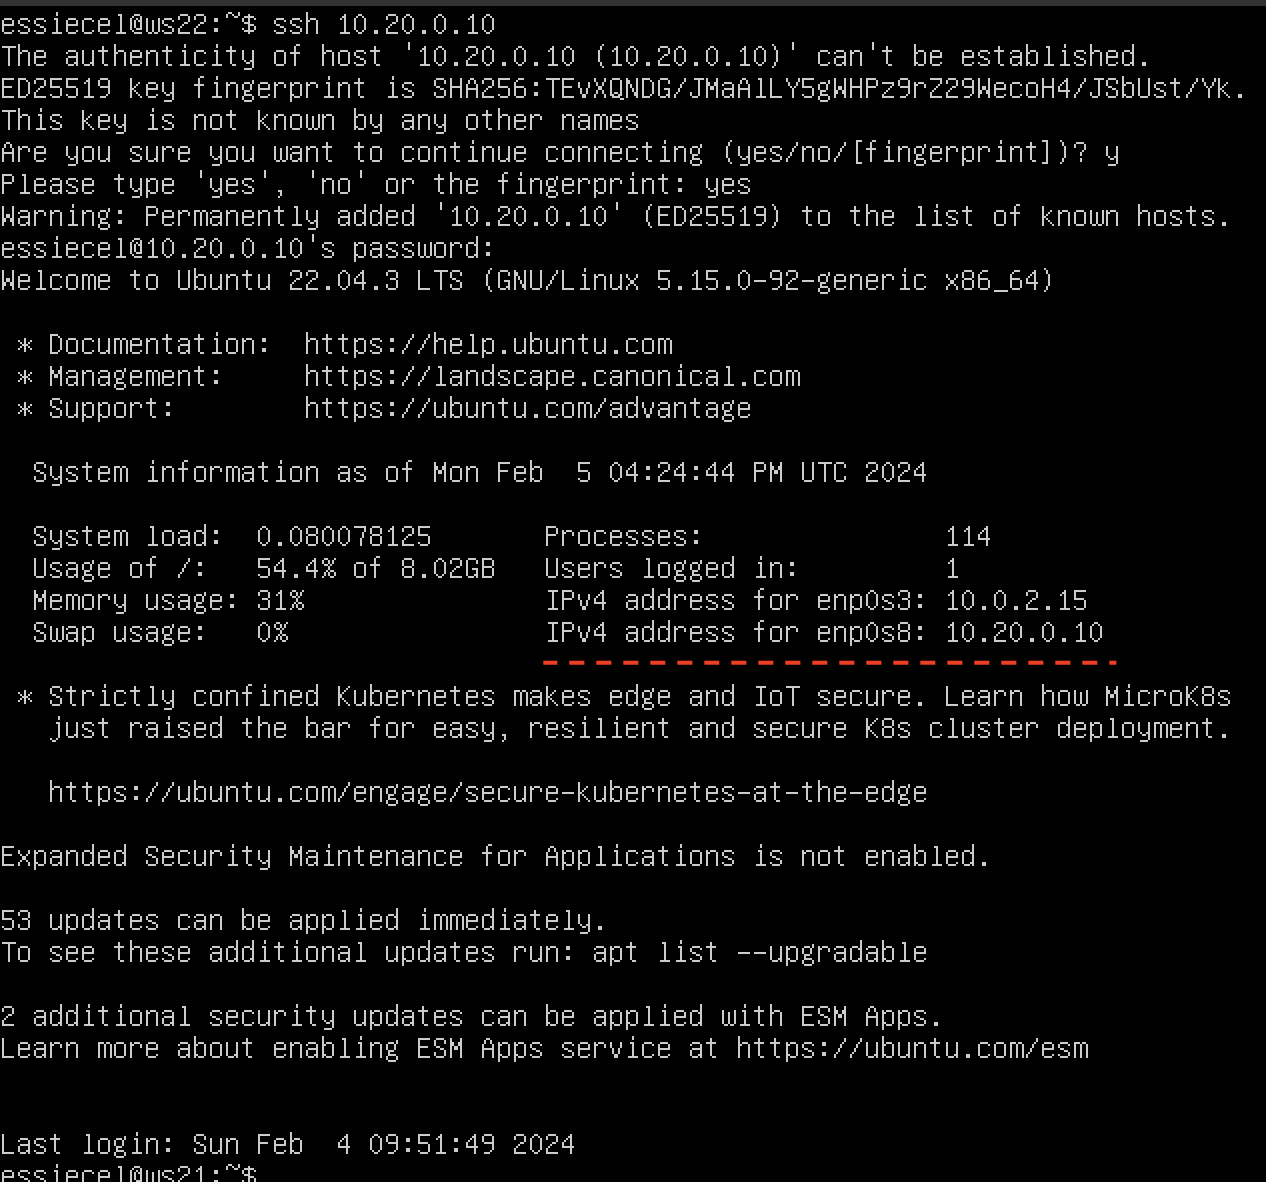 essiecel@ws22:~$ ssh 10.20.0.10
The authenticity of host '10.20.0.10 (10.20.0.10)' can't be established.
ED25519 key fingerprint is SHA256:TEvXQNDG/JMaAlLY5gWHPz9rZ29WecoH4/JSbUst/Yk.
This key is not known by any other names
Are you sure you want to continue connecting (yes/no/[fingerprint])? y
Please type 'yes', 'no' or the fingerprint: yes
Warning: Permanently added '10.20.0.10' (ED25519) to the list of known hosts.
essiecel@10.20.0.10's password:
Welcome to Ubuntu 22.04.3 LTS (GNU/Linux 5.15.0-92-generic x86_64)

 * Documentation:  https://help.ubuntu.com
 * Management:     https://landscape.canonical.com
 * Support:        https://ubuntu.com/advantage

  System information as of Mon Feb  5 04:24:44 PM UTC 2024

  System load:  0.080078125       Processes:               114
  Usage of /:   54.4% of 8.02GB   Users logged in:         1
  Memory usage: 31%               IPv4 address for enp0s3: 10.0.2.15
  Swap usage:   0%                IPv4 address for enp0s8: 10.20.0.10

 * Strictly confined Kubernetes makes edge and IoT secure. Learn how MicroK8s
   just raised the bar for easy, resilient and secure K8s cluster deployment.

   https://ubuntu.com/engage/secure-kubernetes-at-the-edge

Expanded Security Maintenance for Applications is not enabled.

53 updates can be applied immediately.
To see these additional updates run: apt list --upgradable

2 additional security updates can be applied with ESM Apps.
Learn more about enabling ESM Apps service at https://ubuntu.com/esm


Last login: Sun Feb  4 09:51:49 2024
essiecel@ws21:~$